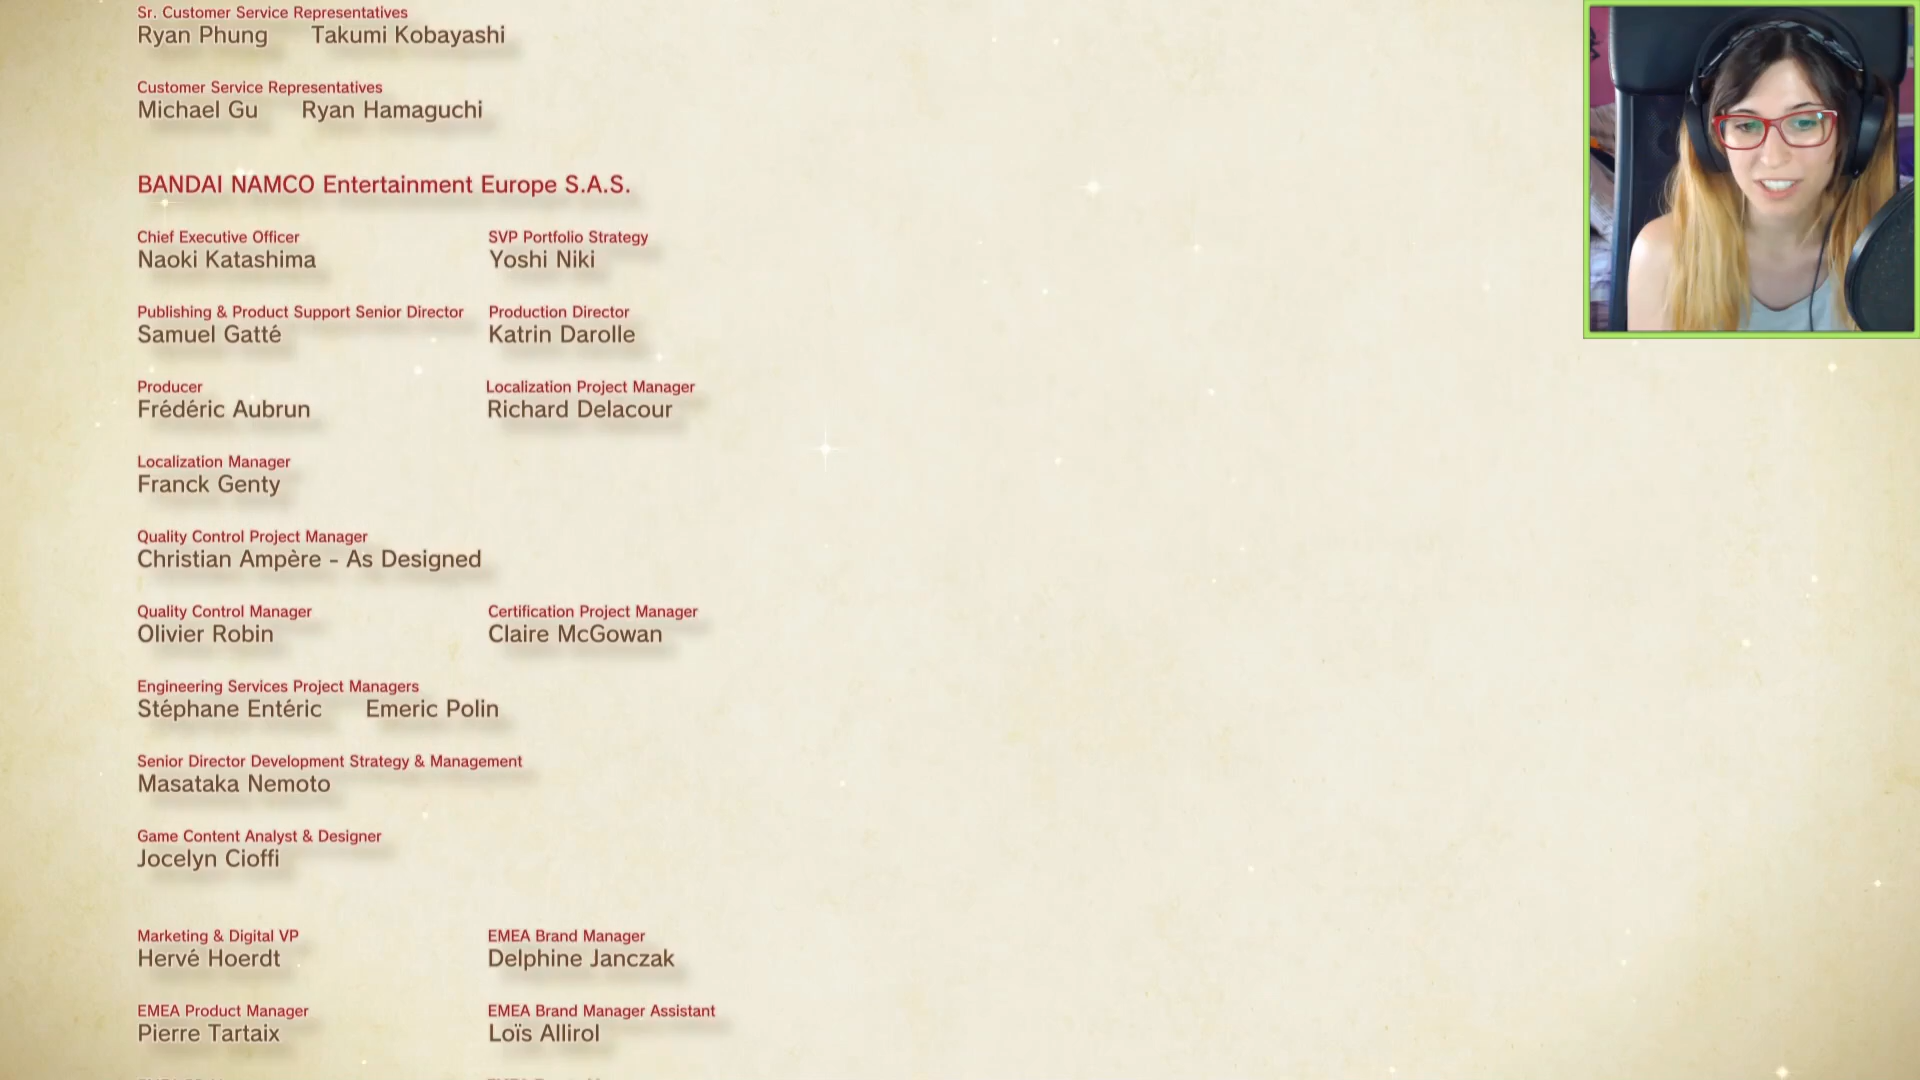 Sr. Customer Service Representatives
Ryan Phung Takumi Kobayashi
Customer Service Representatives
Michael Gu Ryan Hamaguchi
BANDAI NAMCO Entertainment Europe S.A.S.
Chief Executive Officer
Naoki Katashima
SVP Portfolio Strategy
Yoshi Niki
Publishing & Product Support Senior Director
Samuel Gatté
Production Director
Katrin Darolle
Producer
Frédéric Aubrun
Localization Project Manager
Richard Delacour
Localization Manager
Franck Genty
Quality Control Project Manager
Christian Ampère - As Designed
Quality Control Manager
Olivier Robin
Certification Project Manager
Claire McGowan
Engineering Services Project Managers
Stéphane Entéric Emeric Polin
Senior Director Development Strategy & Management
Masataka Nemoto
Game Content Analyst & Designer
Jocelyn Cioffi
Marketing & Digital VP
Hervé Hoerdt
EMEA Brand Manager
Delphine Janczak
EMEA Product Manager
Pierre Tartaix
EMEA Brand Manager Assistant
Loïs Allirol